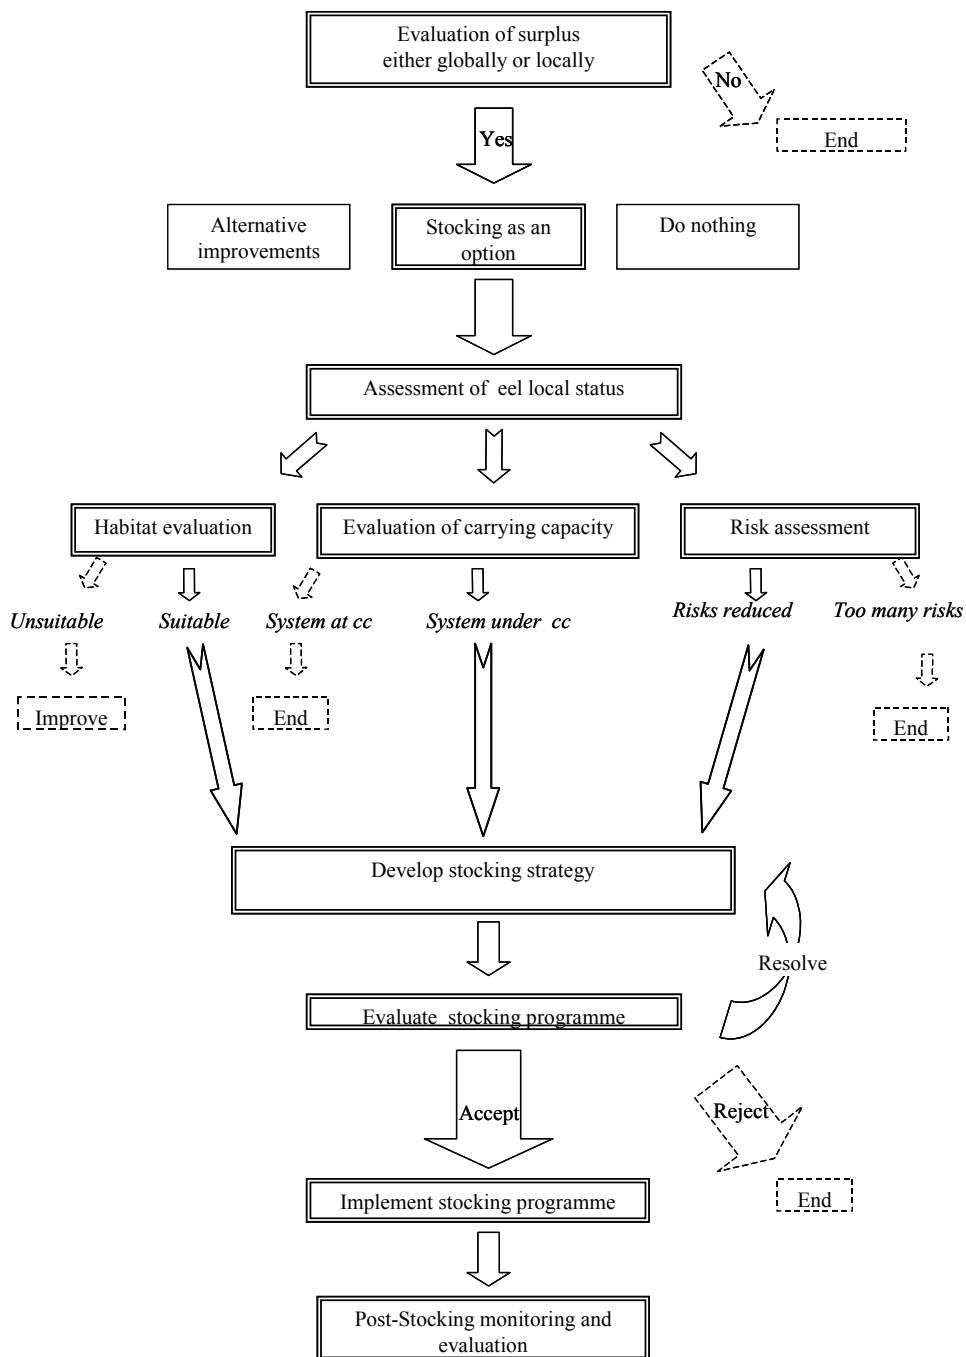 Evaluation of surplus
either globally or locally
No
End
Yes
Alternative
improvements
Stocking as an
option
Do nothing
Assessment of eel local status
Habitat evaluation
Evaluation of carrying capacity
Risk assessment
Unsuitable
Suitable
System at cc
System under cc
Risks reduced
Too many risks
Improve
End
End
Develop stocking strategy
Resolve
Evaluate stocking programme
Accept
Reject
End
Implement stocking programme
Post-Stocking monitoring and
evaluation